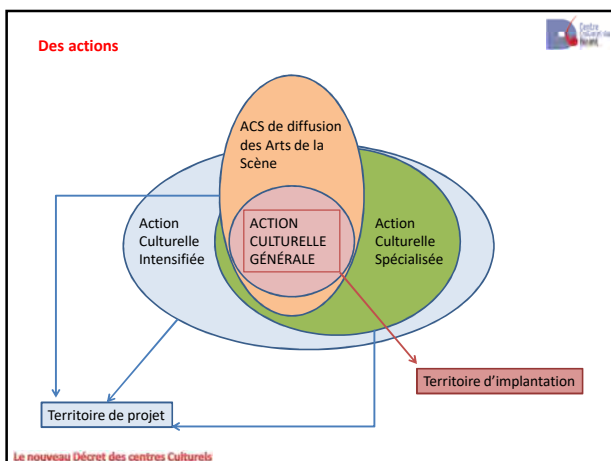 Des actions
Centre
ACS de diffusion
des Arts de la
Scène
Action
Culturelle
Intensifiée
ACTION
CULTURELLE
GÉNÉRALE
Action
Culturelle
Spécialisée
Territoire d’implantation
Territoire de projet
Le nouveau Décret des centres Culturels